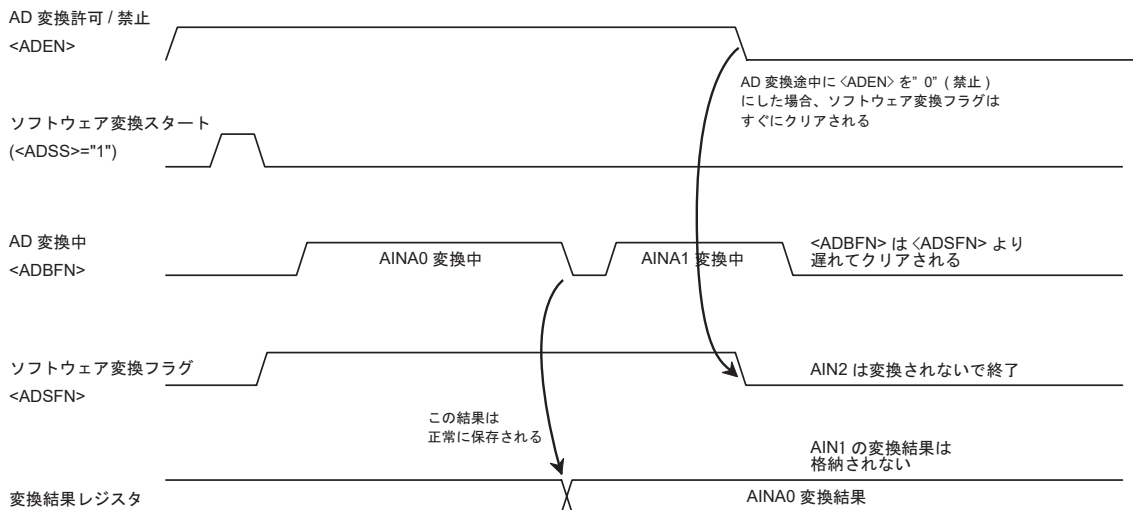 AD 変換許可 / 禁止
<ADEN>
AD 変換途中に <ADEN> を" 0" ( 禁止 )
にした場合、ソフトウェア変換フラグは
すぐにクリアされる
ソフトウェア変換スタート
(<ADSS>="1")
AD 変換中
<ADBFN>
AINA0 変換中
AINA1 変換中
<ADBFN> は <ADSFN> より
遅れてクリアされる
ソフトウェア変換フラグ
<ADSFN>
AIN2 は変換されないで終了
この結果は
正常に保存される
AIN1 の変換結果は
格納されない
変換結果レジスタ
AINA0 変換結果